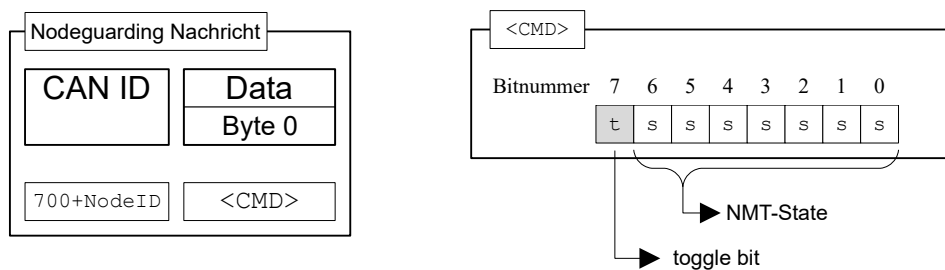 Nodeguarding Nachricht
CAN ID
Data
Byte 0
700+NodeID
<CMD>
<CMD>
Bitnummer 7 6 5 4 3 2 1 0
t s s s s s s s
NMT-State
toggle bit